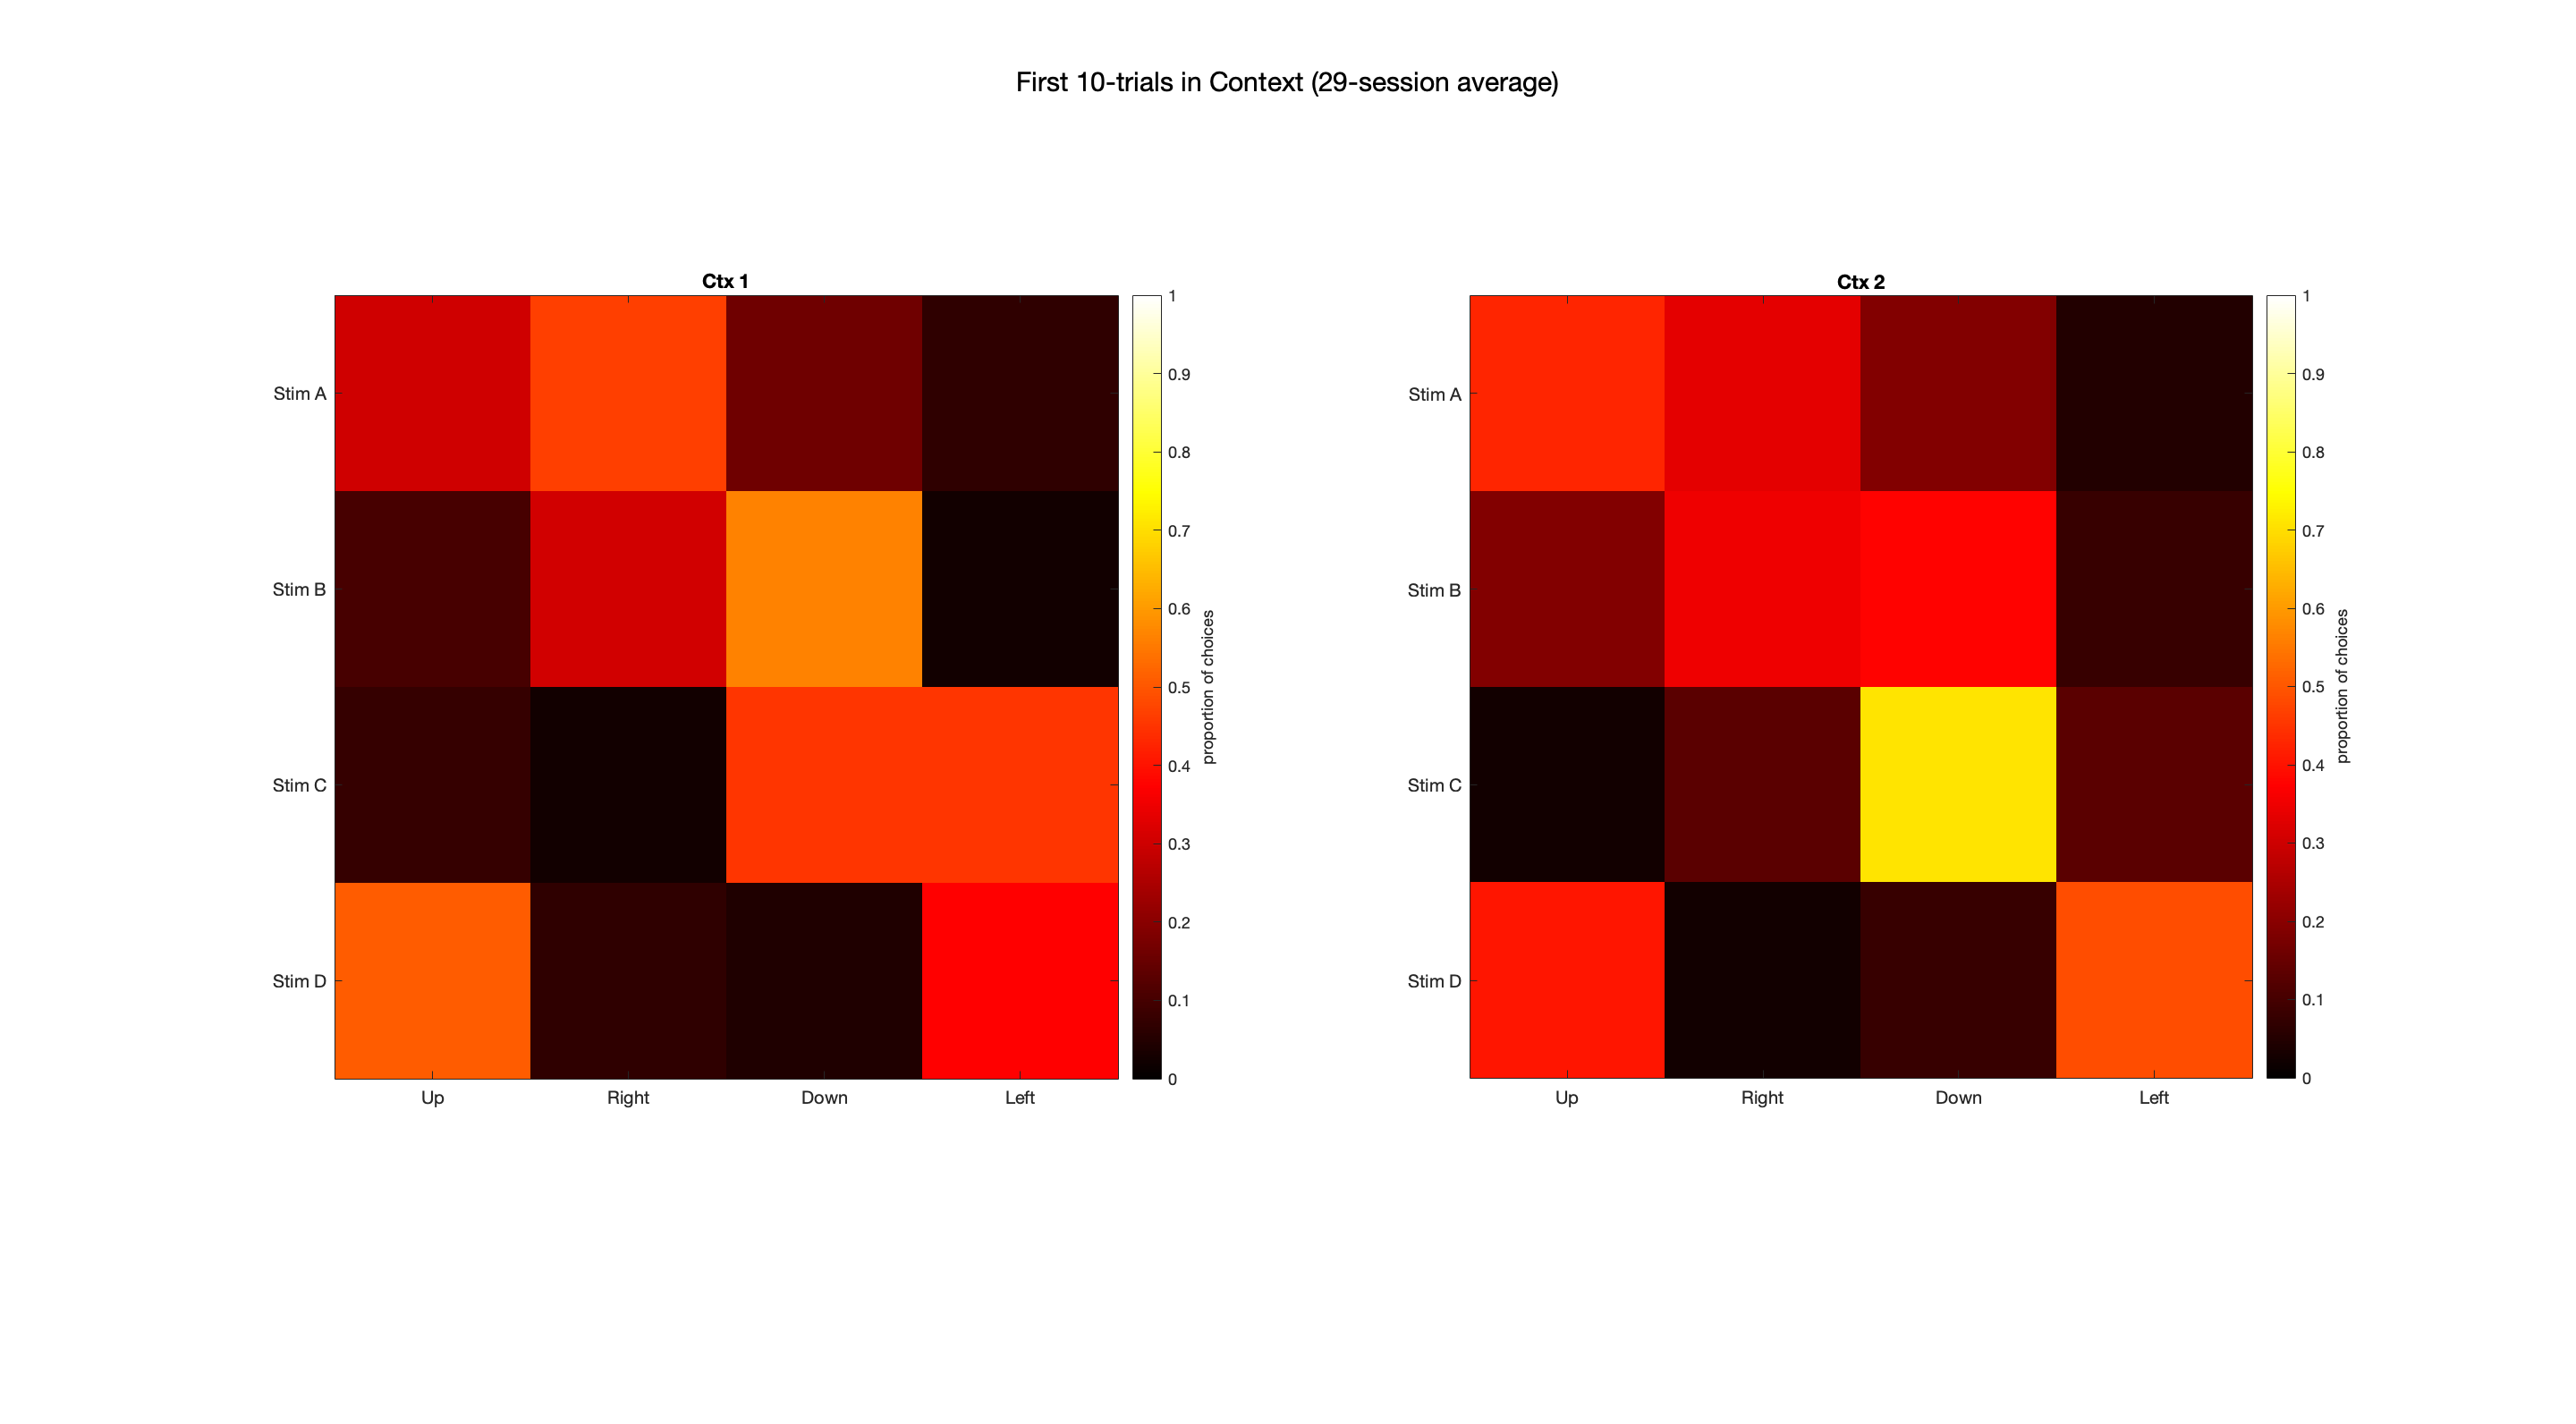 First 10-trials in Context (29-session average)
Ctx 1
Stim A
Stim B
Stim C
Stim D
Up Right Down Left
1
0.9
0.8
0.7
0.6
0.5
0.4
0.3
0.2
0.1
0
proportion of choices
Ctx 2
Stim A
Stim B
Stim C
Stim D
Up Right Down Left
1
0.9
0.8
0.7
0.6
0.5
0.4
0.3
0.2
0.1
0
proportion of choices